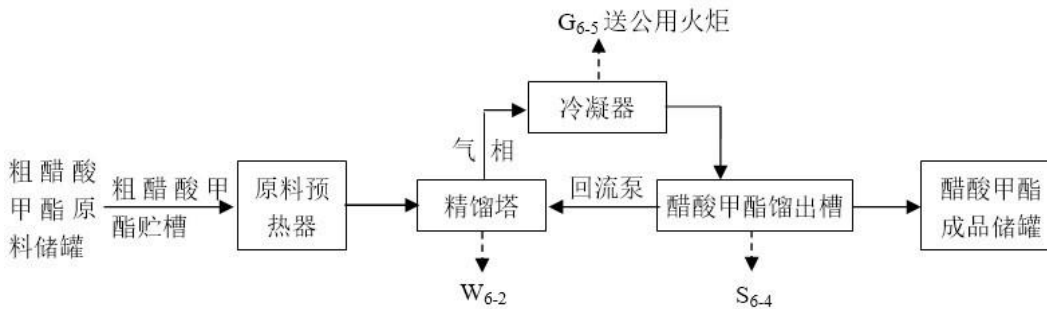 G6-5 送公用火炬
冷凝器
气 相
粗 醋 酸
甲 酯 原
料储罐
粗 醋 酸 甲
酯贮槽
原料预
热器
精馏塔
回流泵
醋酸甲酯馏出槽
醋酸甲酯
成品储罐
W6-2
S6-4